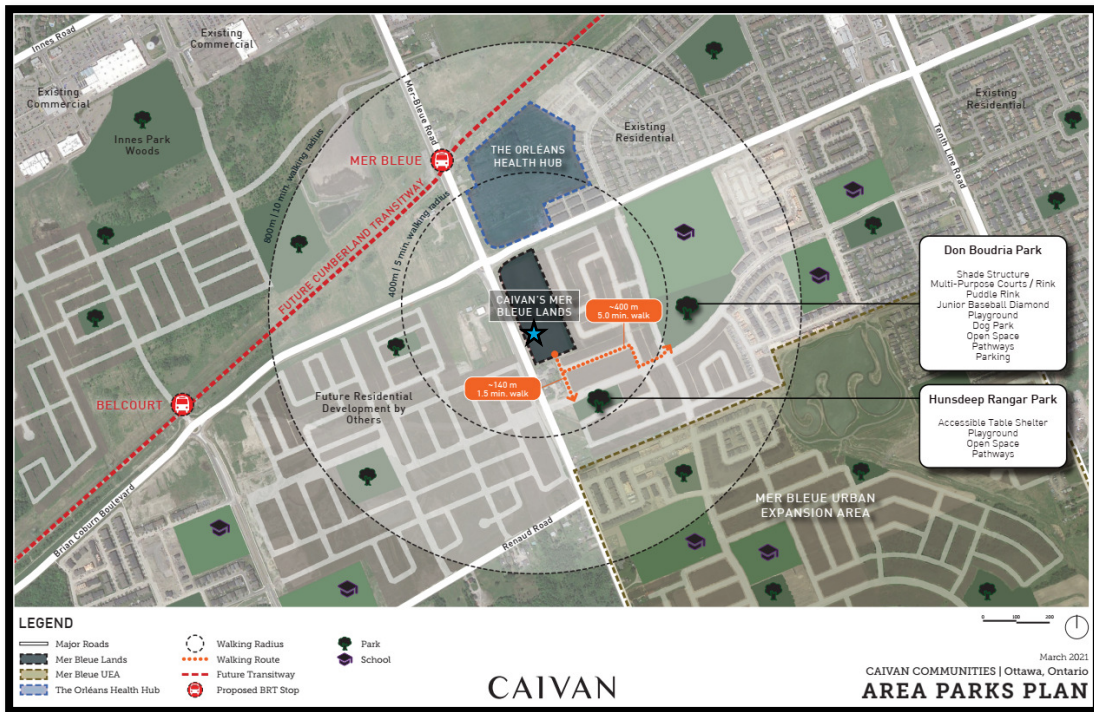 Innes Road
Existing
Commercial
Existing
Commercial
Innes Park
Woods
Mer-Bleue Road
MER BLUE
THE ORLÉANS
HEALTH HUB
Existing
Residential
Existing
Residential
Tenth Line Road
800m | 10 min. walking radius
400m | 5 min. walking radius
FUTURE CUMBERLAND TRANSITWAY
CAIVAN'S MER
BLEUE LANDS
~400 m
5.0 min. walk
~140 m
1.5 min. walk
BELCOURT
Future Residential
Development by
Others
Brian Coburn Boulevard
Renaud Road
MER BLEUE URBAN
EXPANSION AREA
Don Boudria Park
Shade Structure
Multi-Purpose Courts / Rink
Puddle Rink
Junior Baseball Diamond
Playground
Dog Park
Open Space
Pathways
Parking
Hunsdeep Rangar Park
Accessible Table Shelter
Playground
Open Space
Pathways
LEGEND
Major Roads
Mer Bleue Lands
Mer Bleue UEA
The Orléans Health Hub
Walking Radius
Walking Route
Future Transitway
Proposed BRT Stop
Park
School
CAIVAN
0 100 200
March 2021
CAIVAN COMMUNITIES | Ottawa, Ontario
AREA PARKS PLAN